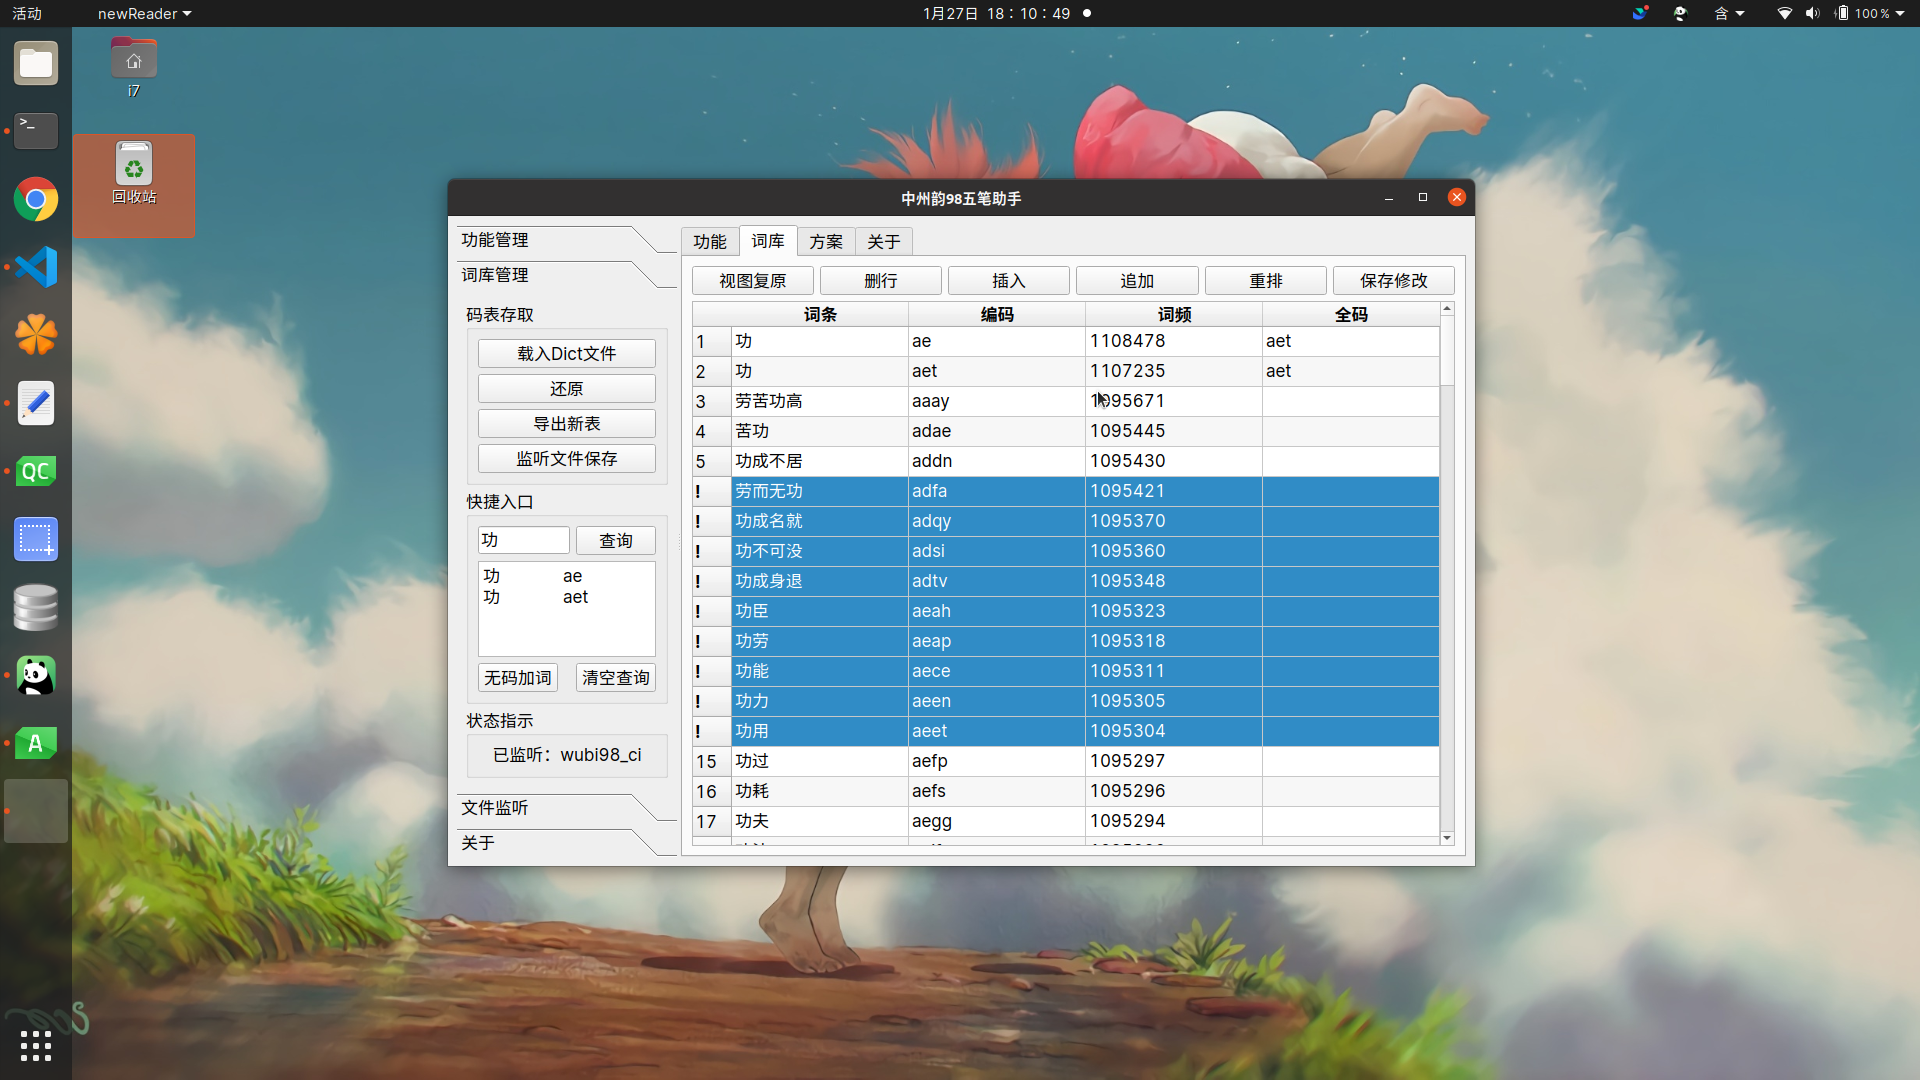 活动
newReader
1月27日 18：10：49
含
100%
i7
回收站
>_
QC
A
中州韵98五笔助手
功能管理
词库管理
码表存取
载入Dict文件
还原
导出新表
监听文件保存
快捷入口
功 查询
功 ae
功 aet
无码加词 清空查询
状态指示
已监听：wubi98_ci
文件监听
关于
功能 词库 方案 关于
视图复原 删行 插入 追加 重排 保存修改
词条 编码 词频 全码
1 功 ae 1108478 aet
2 功 aet 1107235 aet
3 劳苦功高 aaay 1095671
4 苦功 adae 1095445
5 功成不居 addn 1095430
! 劳而无功 adfa 1095421
! 功成名就 adqy 1095370
! 功不可没 adsi 1095360
! 功成身退 adtv 1095348
! 功臣 aeah 1095323
! 功劳 aeap 1095318
! 功能 aece 1095311
! 功力 aeen 1095305
! 功用 aeet 1095304
15 功过 aefp 1095297
16 功耗 aefs 1095296
17 功夫 aegg 1095294